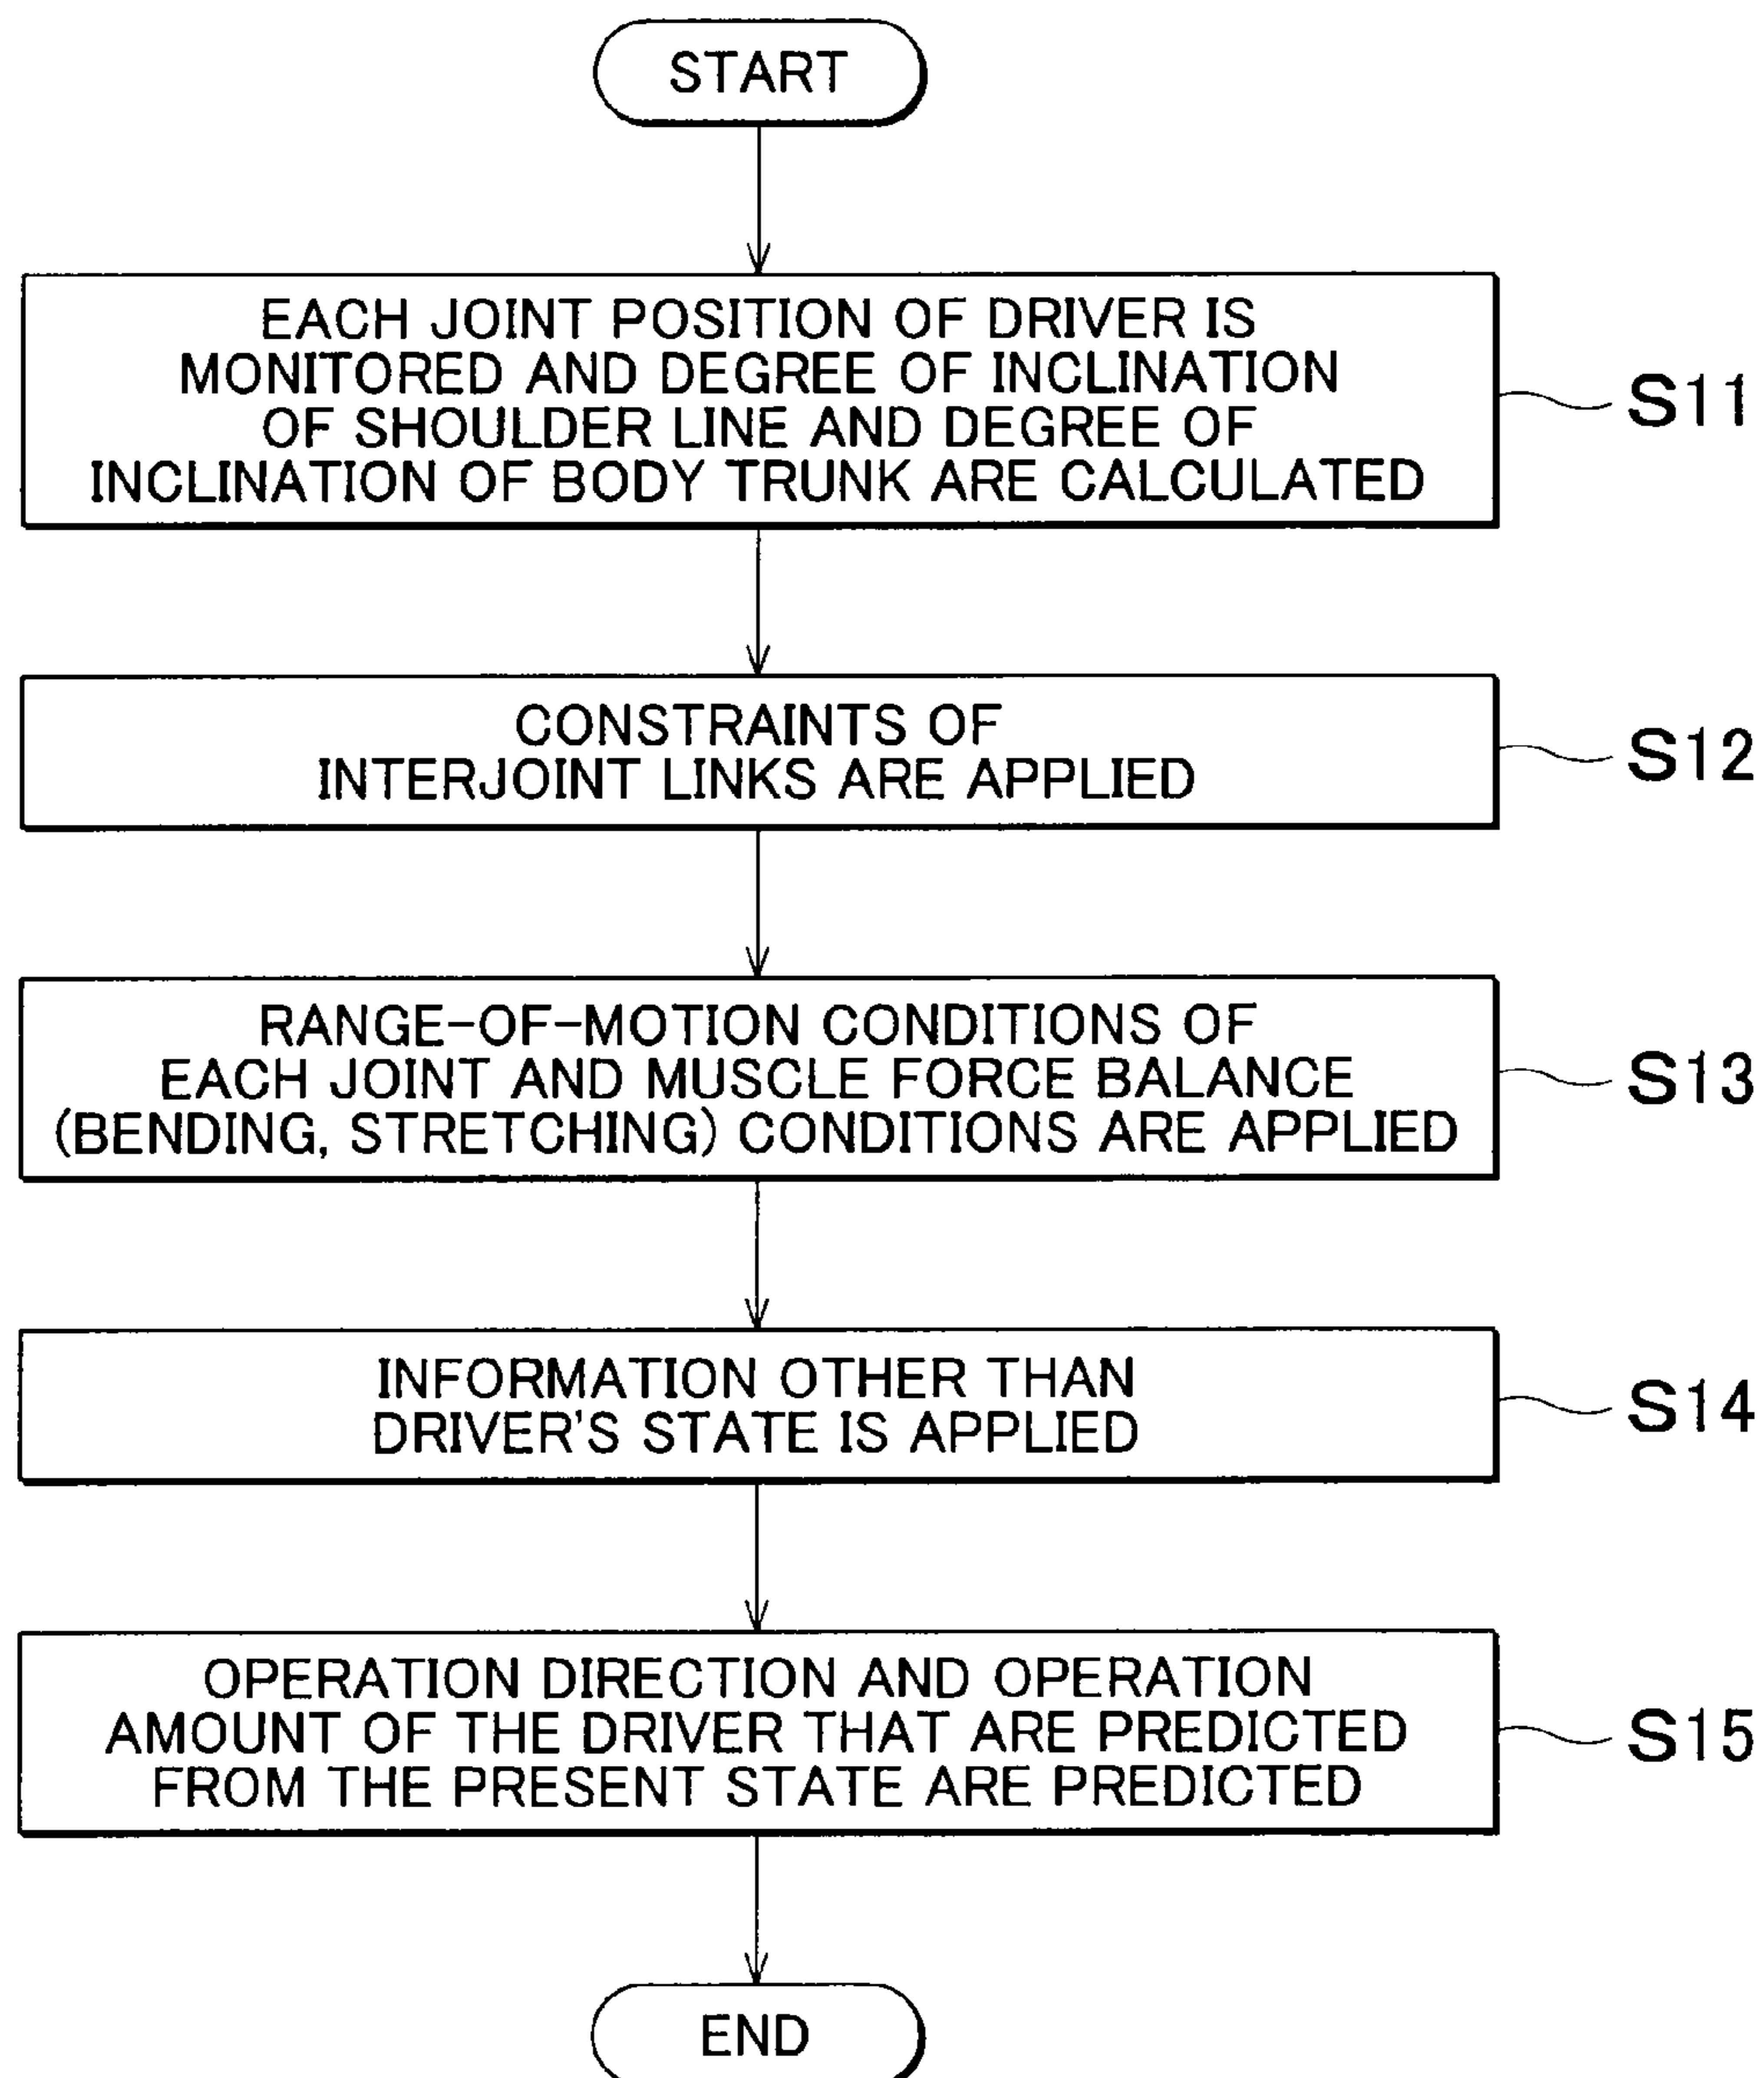 START
EACH JOINT POSITION OF DRIVER IS
MONITORED AND DEGREE OF INCLINATION
OF SHOULDER LINE AND DEGREE OF
INCLINATION OF BODY TRUNK ARE CALCULATED
S11
CONSTRAINTS OF
INTERJOINT LINKS ARE APPLIED
S12
RANGE-OF-MOTION CONDITIONS OF
EACH JOINT AND MUSCLE FORCE BALANCE
(BENDING, STRETCHING) CONDITIONS ARE APPLIED
S13
INFORMATION OTHER THAN
DRIVER'S STATE IS APPLIED
S14
OPERATION DIRECTION AND OPERATION
AMOUNT OF THE DRIVER THAT ARE PREDICTED
FROM THE PRESENT STATE ARE PREDICTED
S15
END